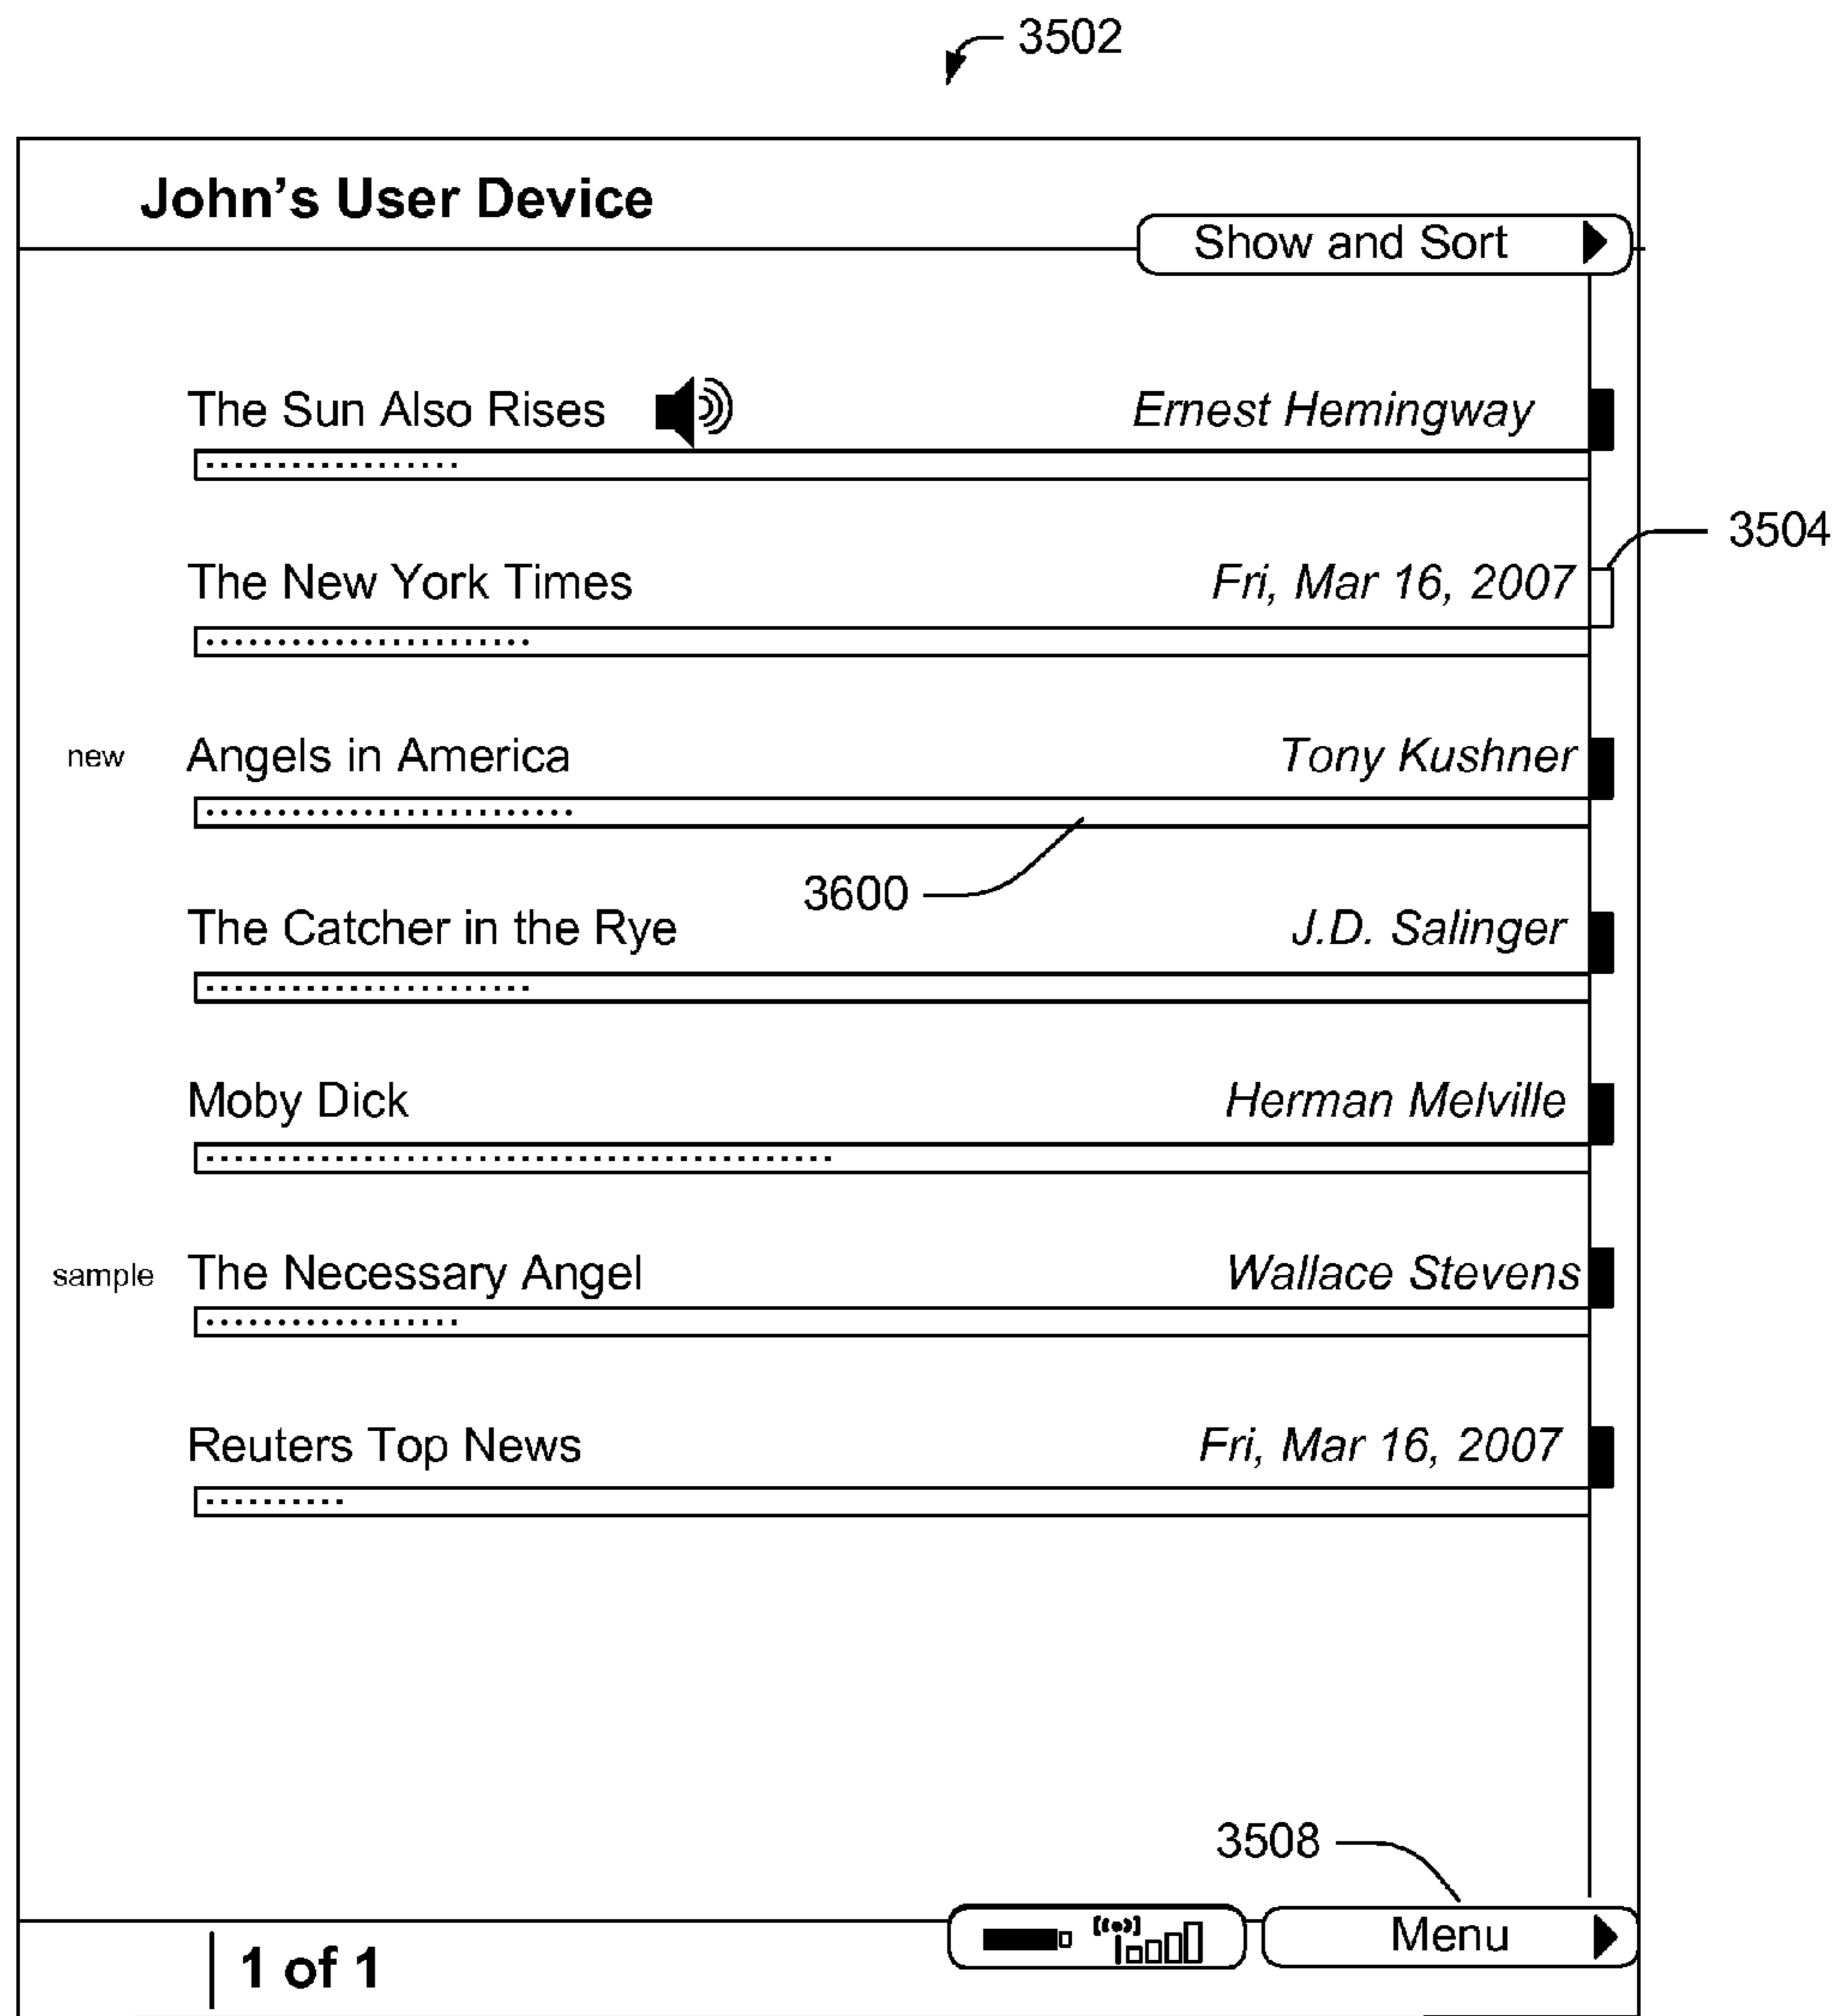 3502
John's User Device
Show and Sort
The Sun Also Rises Ernest Hemingway
3504
The New York Times Fri, Mar 16, 2007
new Angels in America Tony Kushner
3600
The Catcher in the Rye J.D. Salinger
Moby Dick Herman Melville
sample The Necessary Angel Wallace Stevens
Reuters Top News Fri, Mar 16, 2007
3508
Menu
1 of 1